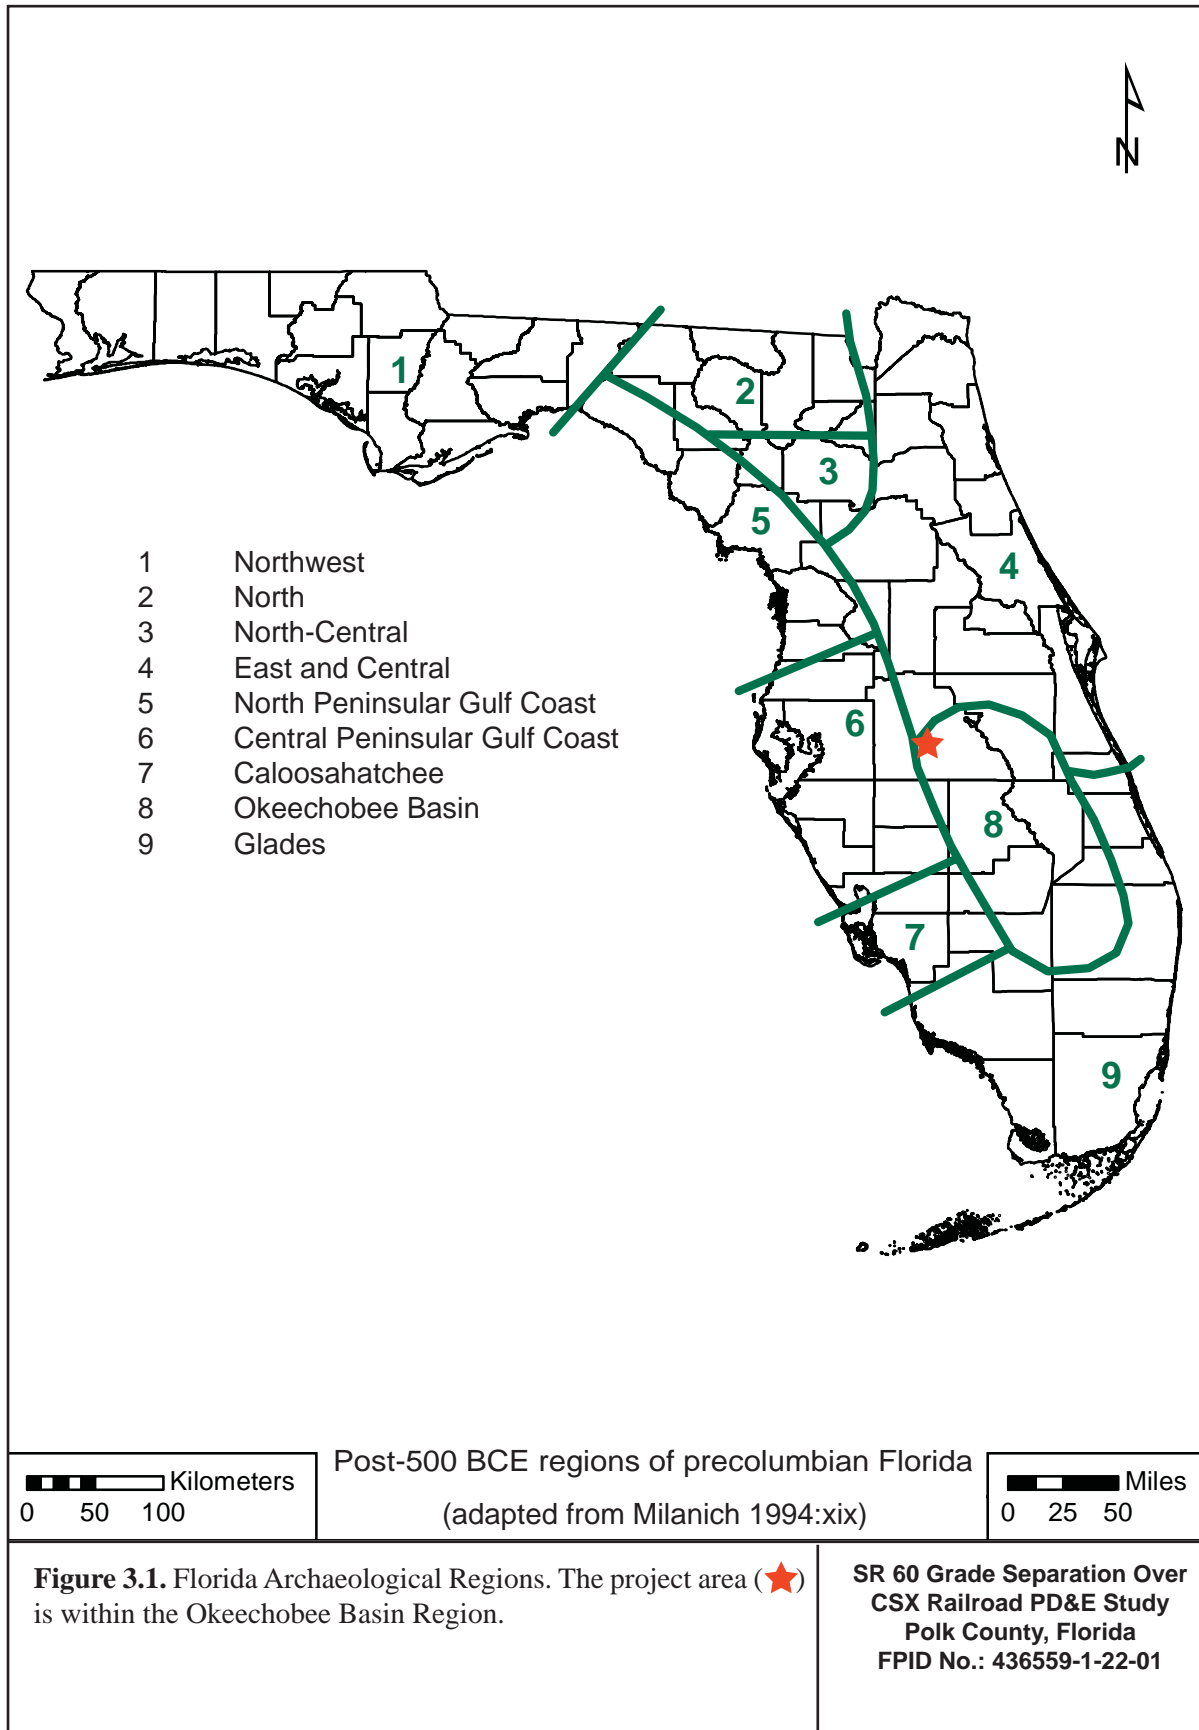 N
1
2
3
5
4
6
8
7
9
1 Northwest
2 North
3 North-Central
4 East and Central
5 North Peninsular Gulf Coast
6 Central Peninsular Gulf Coast
7 Caloosahatchee
8 Okeechobee Basin
9 Glades
Kilometers
0 50 100
Post-500 BCE regions of precolumbian Florida
(adapted from Milanich 1994:xix)
Miles
0 25 50
Figure 3.1. Florida Archaeological Regions. The project area (★)
is within the Okeechobee Basin Region.
SR 60 Grade Separation Over
CSX Railroad PD&E Study
Polk County, Florida
FPID No.: 436559-1-22-01